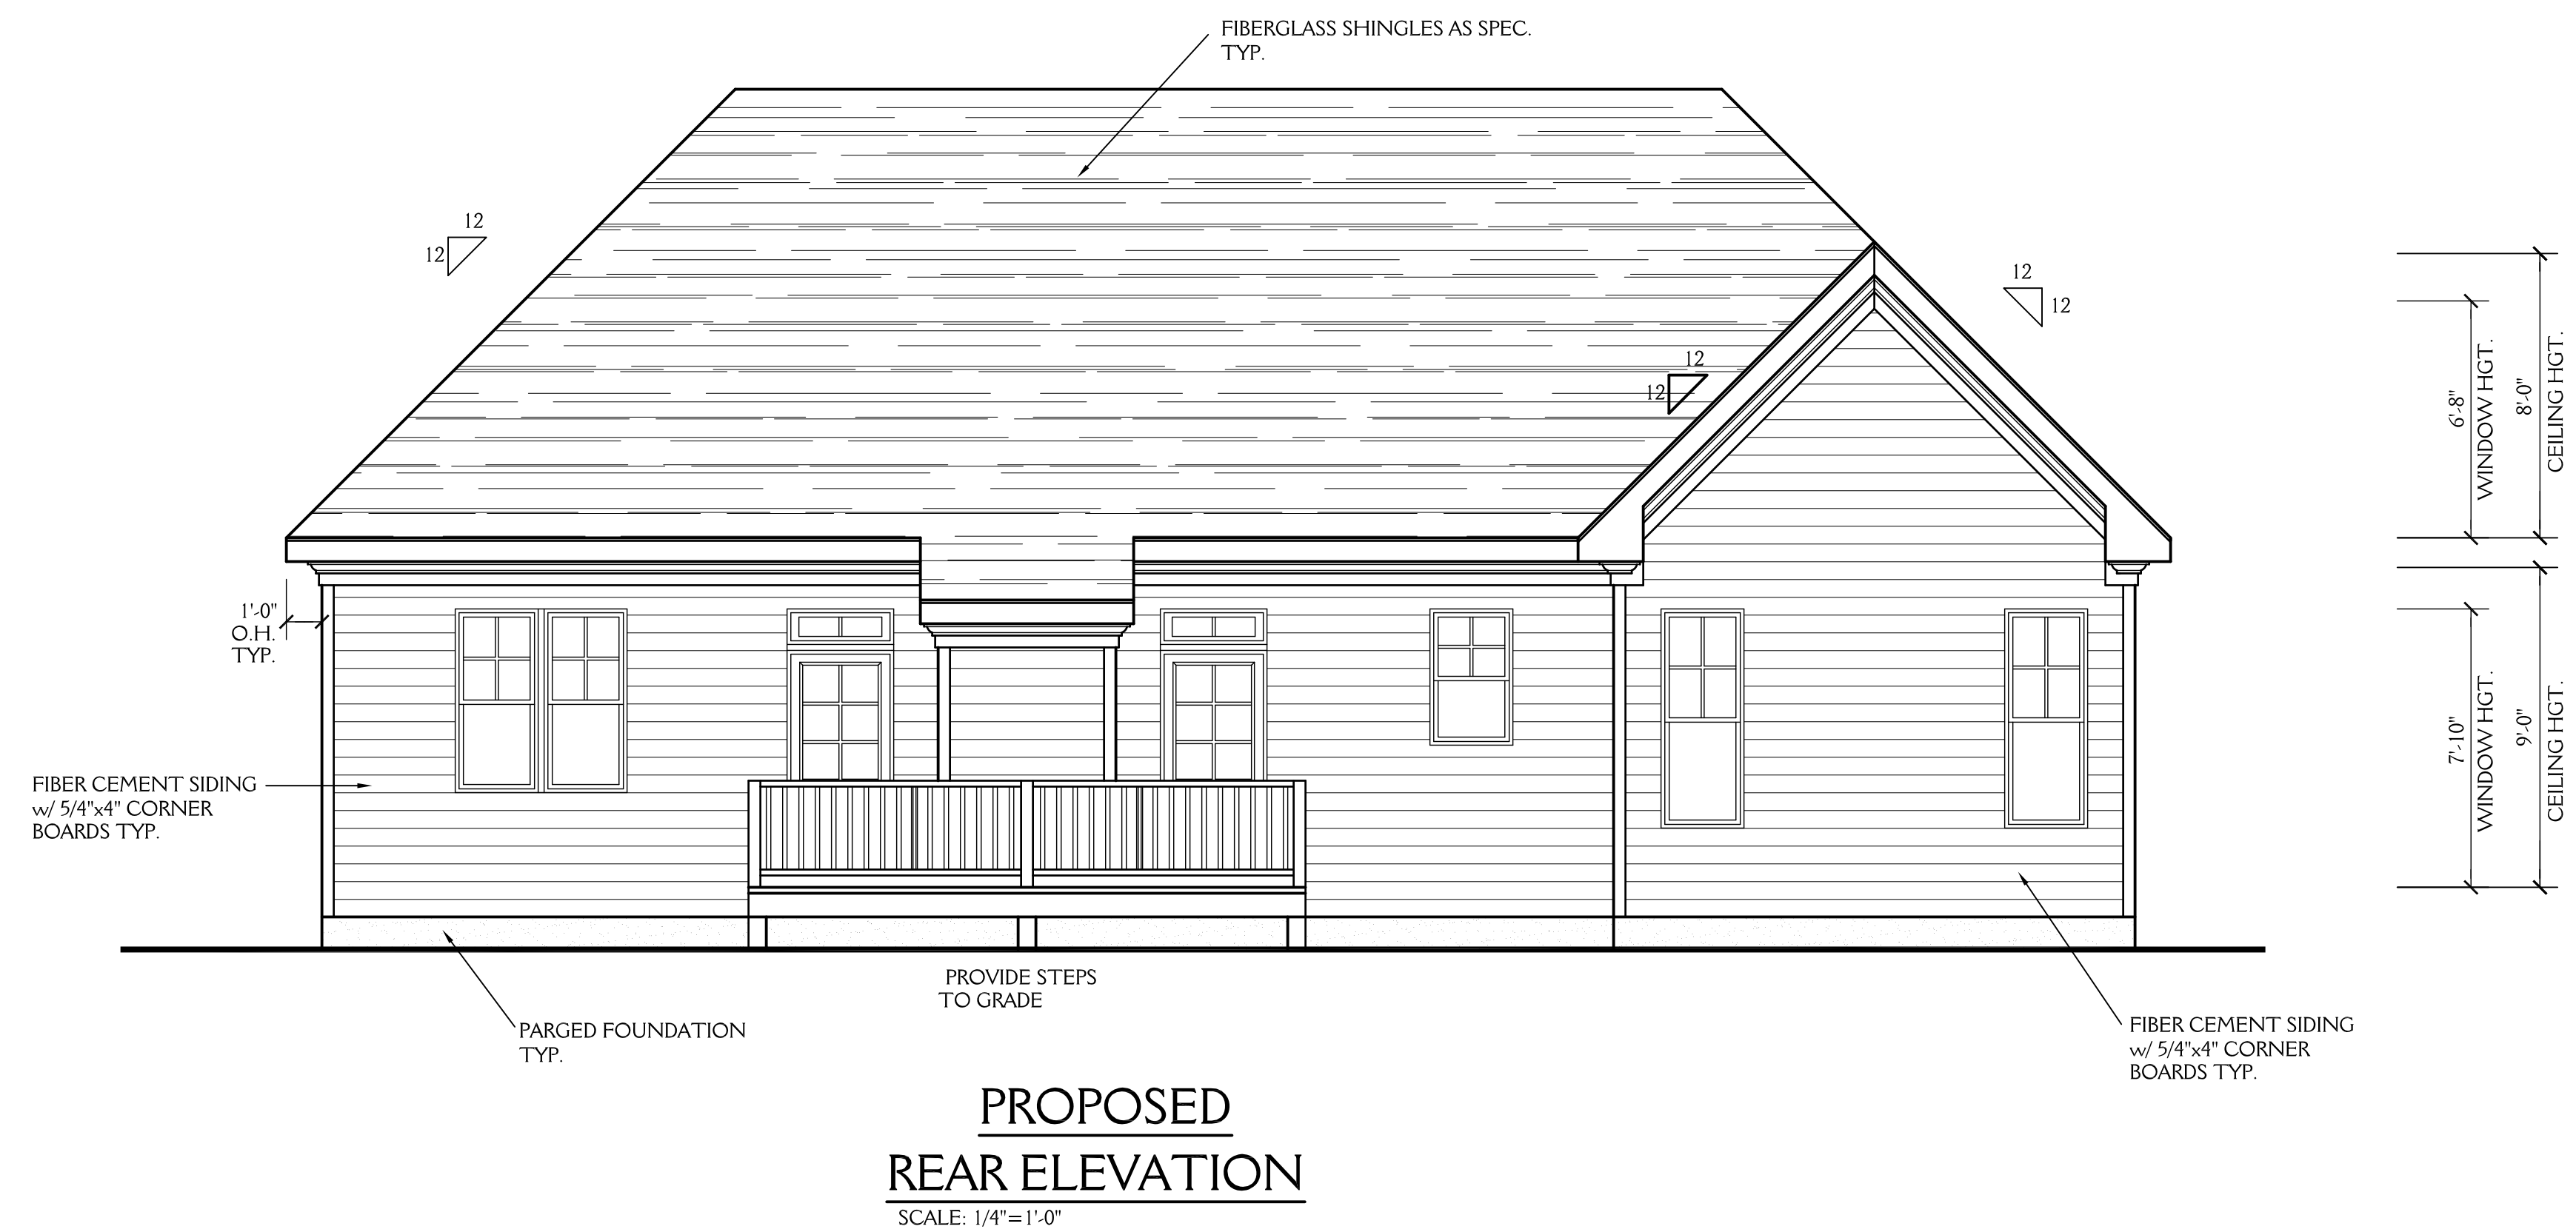 FIBERGLASS SHINGLES AS SPEC.
TYP.
12
12
12
12
12
12
6'-8"
WINDOW HGT.
8'-0"
CEILING HGT.
1'-0"
O.H.
TYP.
7'-10"
WINDOW HGT.
9'-0"
CEILING HGT.
FIBER CEMENT SIDING
w/ 5/4"x4" CORNER
BOARDS TYP.
PROVIDE STEPS
TO GRADE
PARGED FOUNDATION
TYP.
FIBER CEMENT SIDING
w/ 5/4"x4" CORNER
BOARDS TYP.
PROPOSED
REAR ELEVATION
SCALE: 1/4"=1'-0"